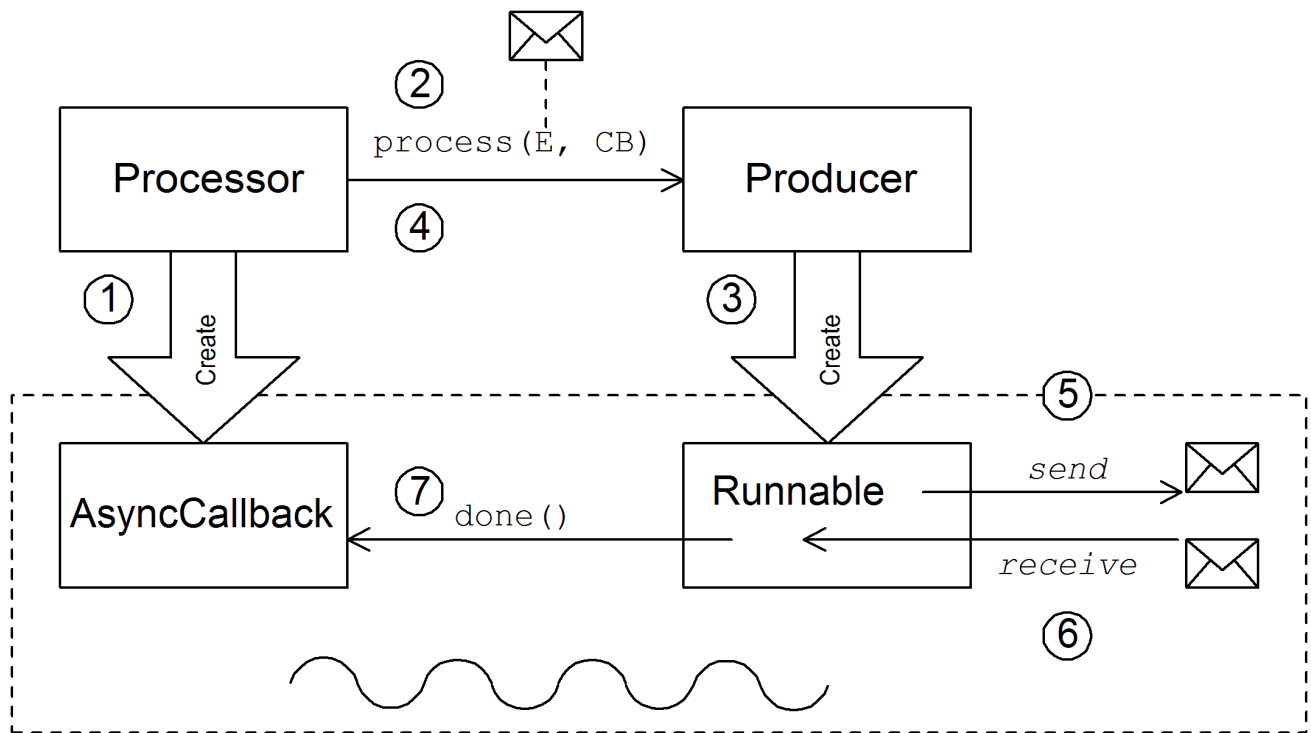 2
process(E, CB)
Processor
Producer
4
1
Create
3
Create
5
AsyncCallback
7
done()
Runnable
send
receive
6